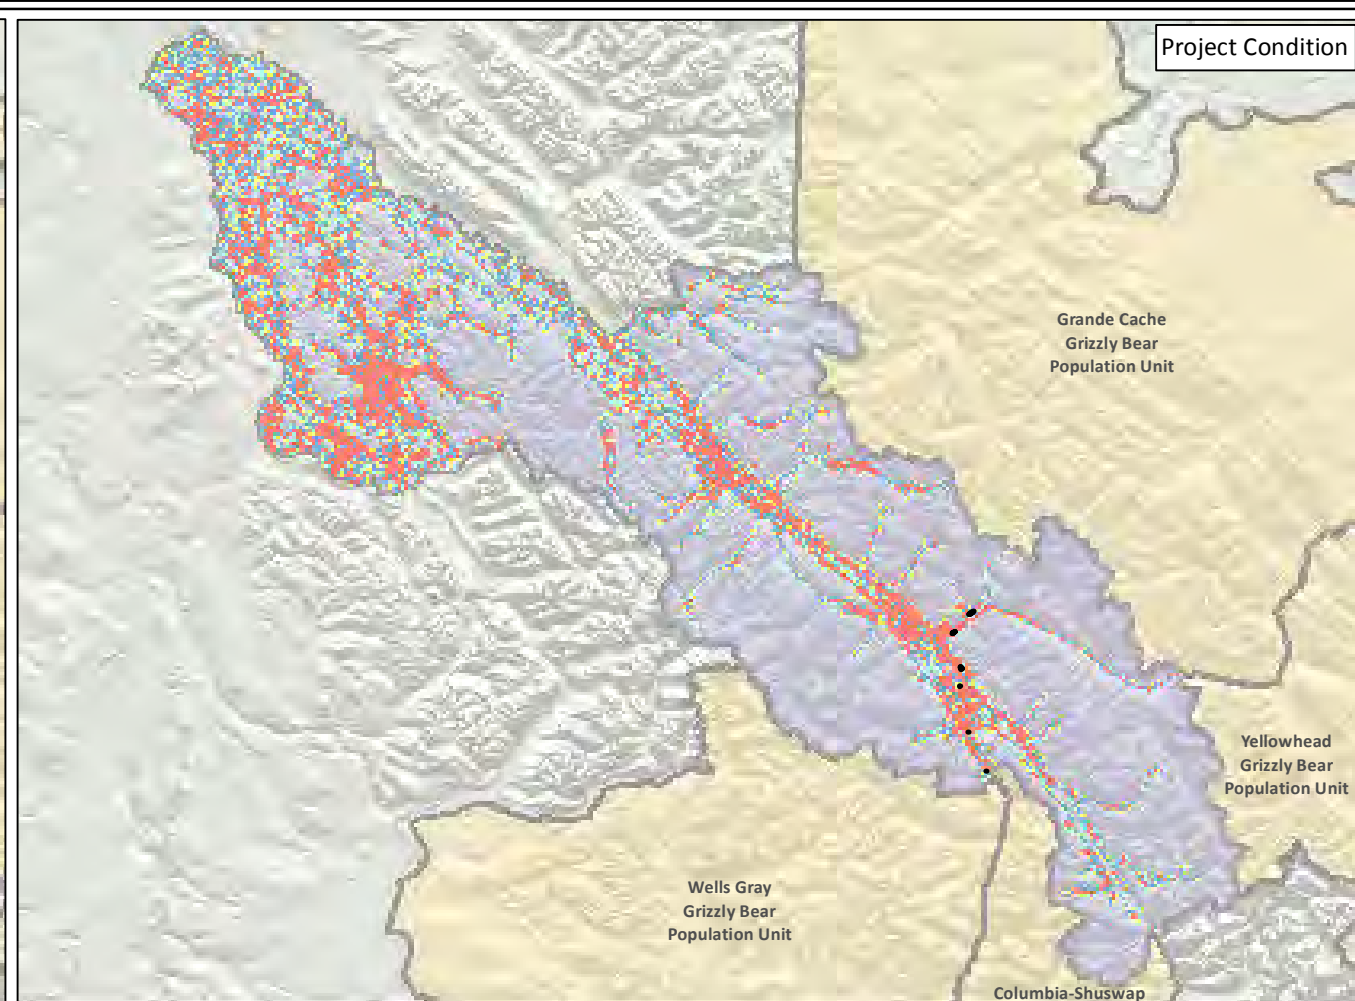 Project Condition
Grande Cache
Grizzly Bear
Population Unit
Yellowhead
Grizzly Bear
Population Unit
Wells Gray
Grizzly Bear
Population Unit
Columbia-Shuswap